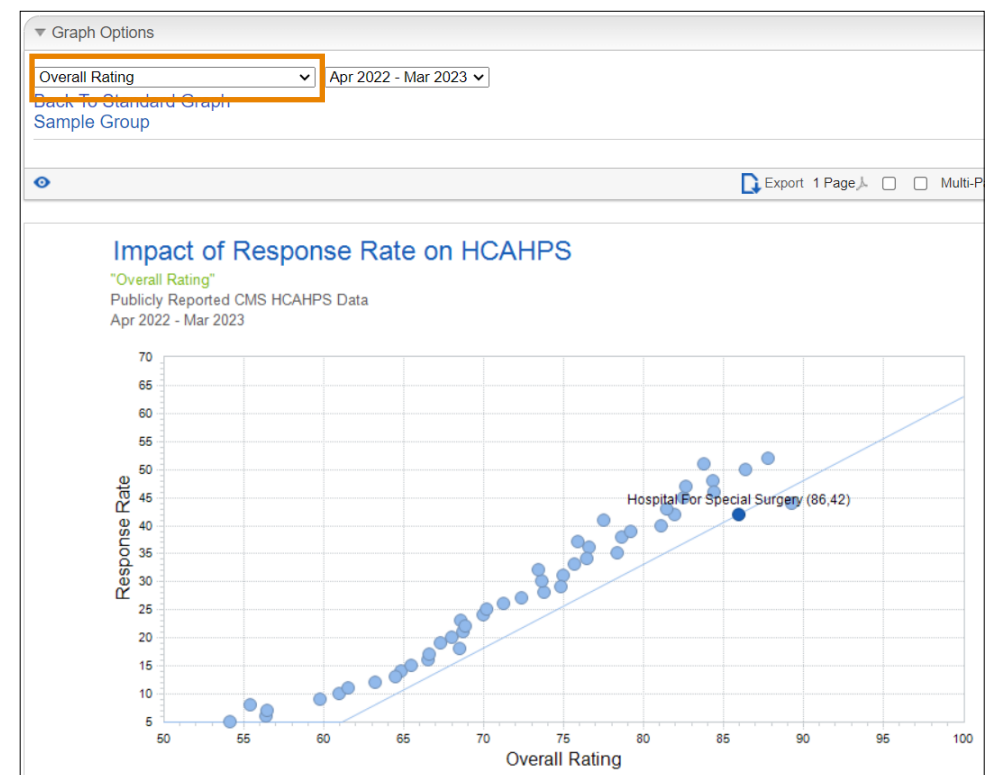 Graph Options
Overall Rating
Apr 2022 - Mar 2023
Back To Standard Graph
Sample Group
Export 1 Page Multi-P
Impact of Response Rate on HCAHPS
"Overall Rating"
Publicly Reported CMS HCAHPS Data
Apr 2022 - Mar 2023
70
65
60
55
50
45
40
35
30
25
20
15
10
5
Response Rate
Hospital For Special Surgery (86,42)
50 55 60 65 70 75 80 85 90 95 100
Overall Rating